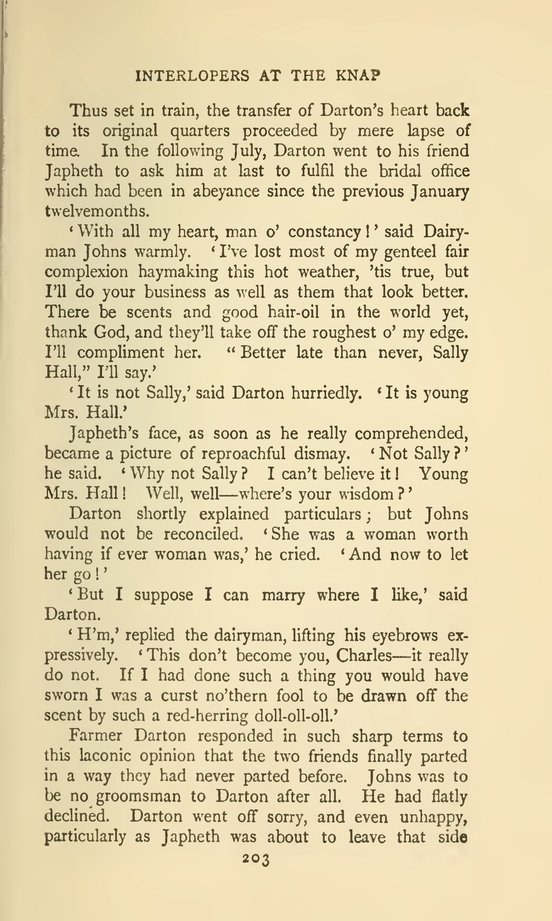 INTERLOPERS AT THE KNAP
Thus set in train, the transfer of Darton's heart back
to its original quarters proceeded by mere lapse of
time. In the following July, Darton went to his friend
Japheth to ask him at last to fulfil the bridal office
which had been in abeyance since the previous January
twelvemonths.
‘With all my heart, man o’ constancy!’ said Dairy-
man Johns warmly. ‘I’ve lost most of my genteel fair
complexion haymaking this hot weather, ’tis true, but
I’ll do your business as well as them that look better.
There be scents and good hair-oil in the world yet,
thank God, and they’ll take off the roughest o’ my edge.
I’ll compliment her. “Better late than never, Sally
Hall,” I’ll say.’
‘It is not Sally,’ said Darton hurriedly. ‘It is young
Mrs. Hall.’
Japheth’s face, as soon as he really comprehended,
became a picture of reproachful dismay. ‘Not Sally?’
he said. ‘Why not Sally? I can’t believe it! Young
Mrs. Hall! Well, well—where’s your wisdom?’
Darton shortly explained particulars; but Johns
would not be reconciled. ‘She was a woman worth
having if ever woman was,’ he cried. ‘And now to let
her go!’
‘But I suppose I can marry where I like,’ said
Darton.
‘H’m,’ replied the dairyman, lifting his eyebrows ex-
pressively. ‘This don’t become you, Charles—it really
do not. If I had done such a thing you would have
sworn I was a curst no’thern fool to be drawn off the
scent by such a red-herring doll-oll-oll.’
Farmer Darton responded in such sharp terms to
this laconic opinion that the two friends finally parted
in a way they had never parted before. Johns was to
be no groomsman to Darton after all. He had flatly
declined. Darton went off sorry, and even unhappy,
particularly as Japheth was about to leave that side
203